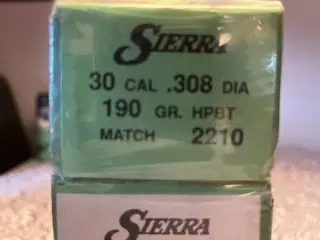 SIERRA
30 CAL .308 DIA
190 GR. HPBT
MATCH 2210
SIERRA